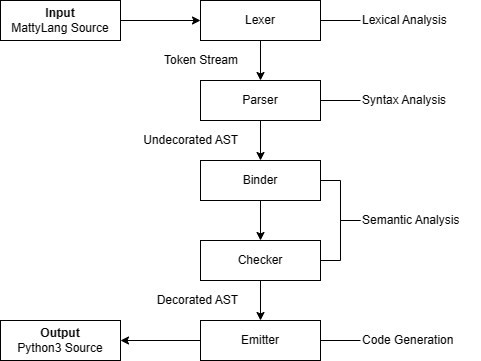 Input
MattyLang Source
Lexer
Lexical Analysis
Token Stream
Parser
Syntax Analysis
Undecorated AST
Binder
Semantic Analysis
Checker
Decorated AST
Output
Python3 Source
Emitter
Code Generation